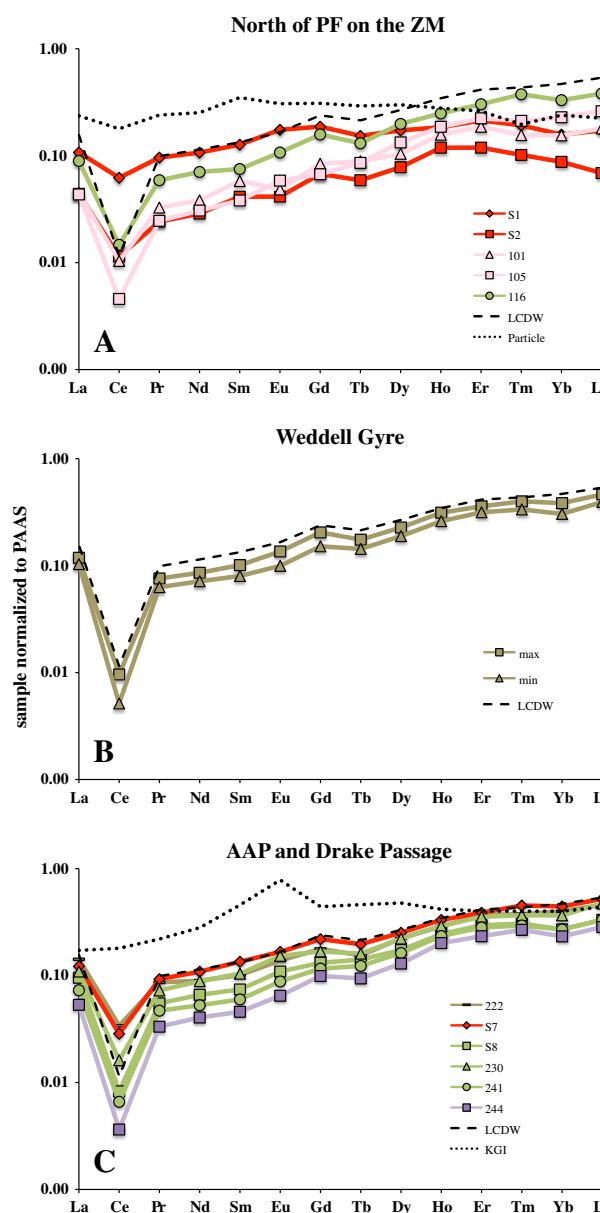 North of PF on the ZM
1.00
0.10
0.01
0.00
S1
S2
101
105
116
LCDW
Particle
A
La Ce Pr Nd Sm Eu Gd Tb Dy Ho Er Tm Yb L
Weddell Gyre
sample normalized to PAAS
1.00
0.10
0.01
0.00
max
min
LCDW
B
La Ce Pr Nd Sm Eu Gd Tb Dy Ho Er Tm Yb L
AAP and Drake Passage
1.00
0.10
0.01
0.00
222
S7
S8
230
241
244
LCDW
KGI
C
La Ce Pr Nd Sm Eu Gd Tb Dy Ho Er Tm Yb L